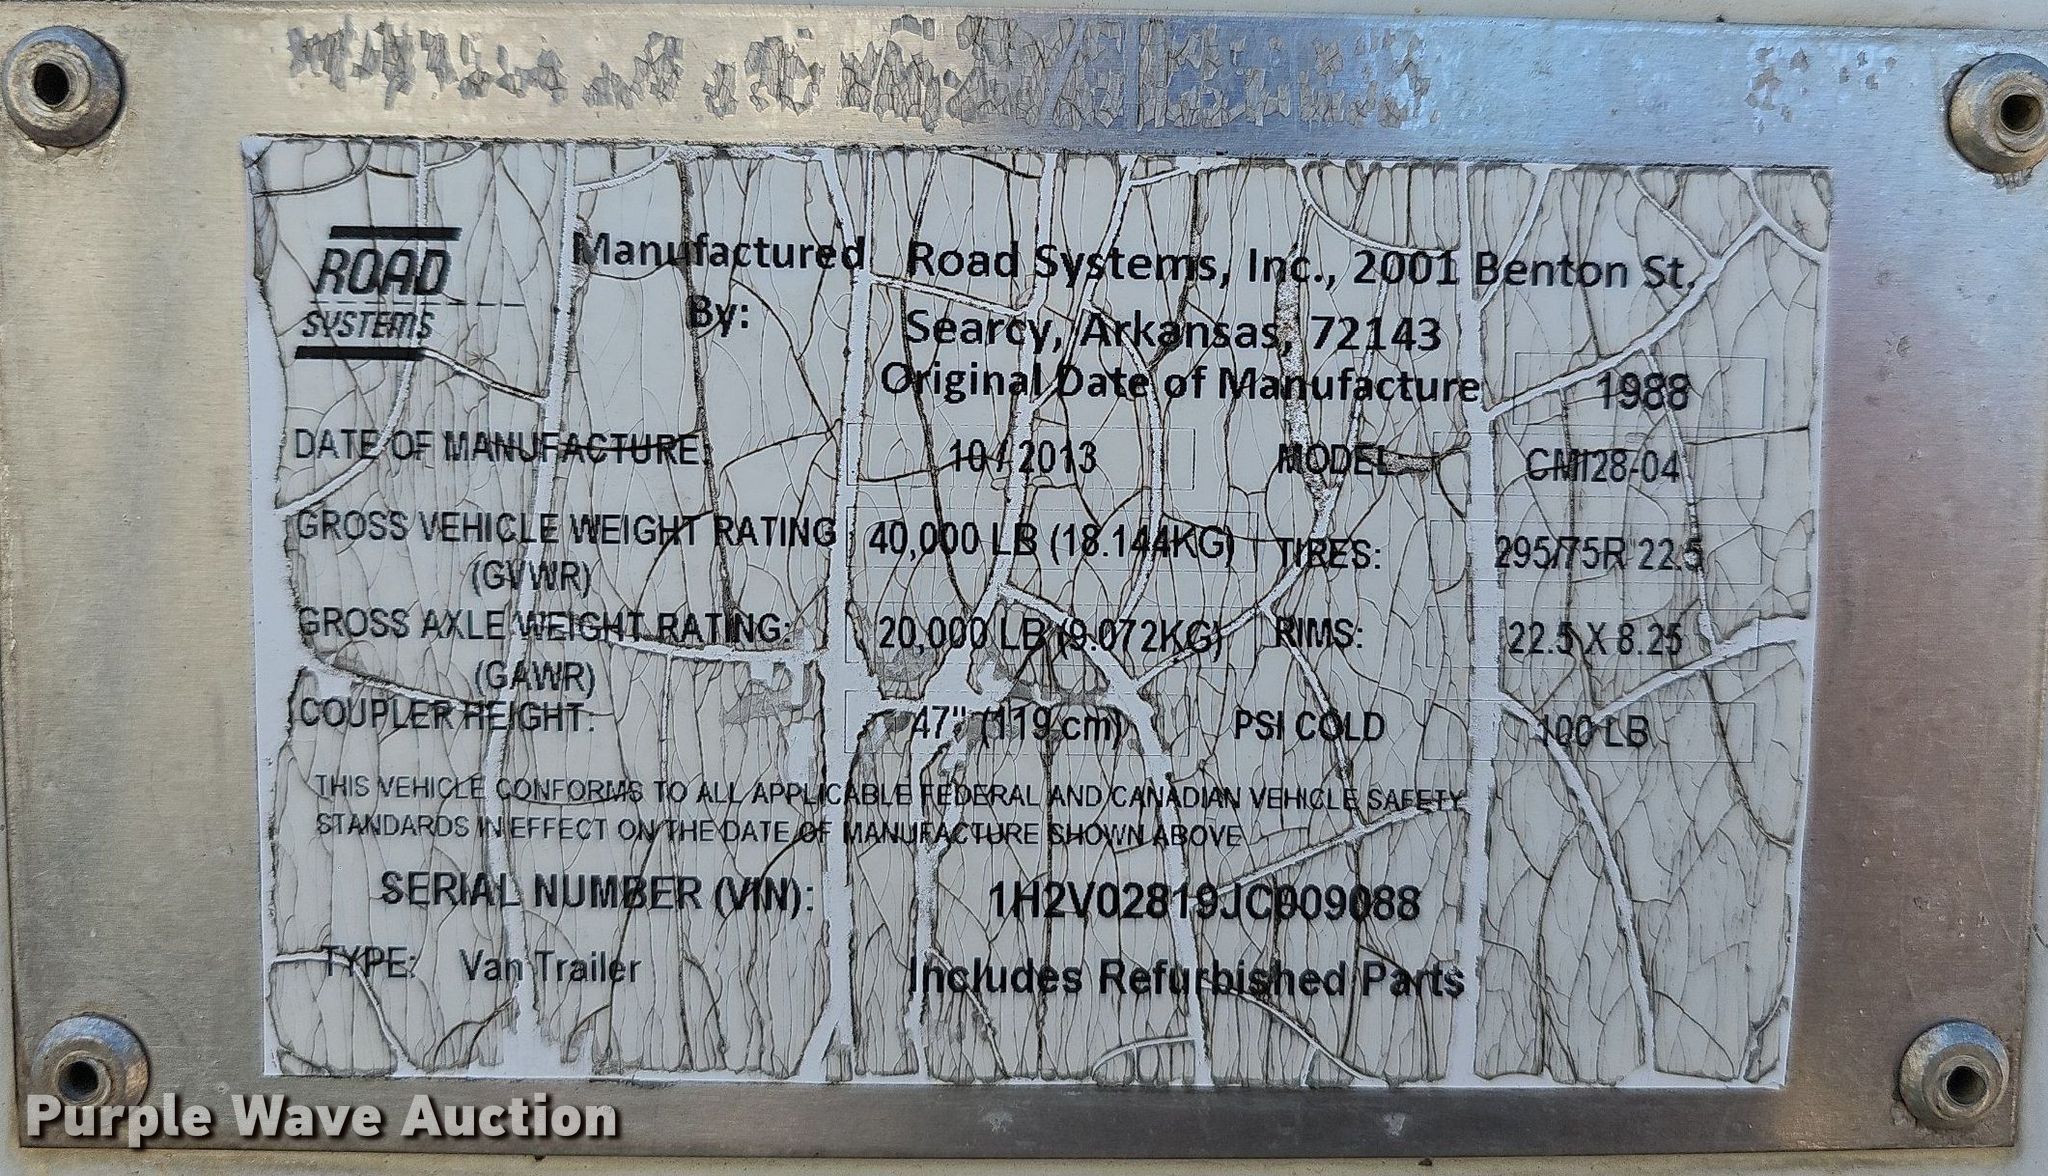 ROAD
SYSTEMS
Manufactured By: Road Systems, Inc., 2001 Benton St.
Searcy, Arkansas, 72143
Original Date of Manufacture 1988
DATE OF MANUFACTURE: 10 / 2013 MODEL: CMI28-04
GROSS VEHICLE WEIGHT RATING (GVWR) 40,000 LB (18.144KG) TIRES: 295/75R 22.5
GROSS AXLE WEIGHT RATING: (GAWR) 20,000 LB (9.072KG) RIMS: 22.5 X 8.25
COUPLER HEIGHT: 47" (119 cm) PSI COLD 100 LB
THIS VEHICLE CONFORMS TO ALL APPLICABLE FEDERAL AND CANADIAN VEHICLE SAFETY
STANDARDS IN EFFECT ON THE DATE OF MANUFACTURE SHOWN ABOVE
SERIAL NUMBER (VIN): 1H2V02819JC009088
TYPE: Van Trailer Includes Refurbished Parts
Purple Wave Auction